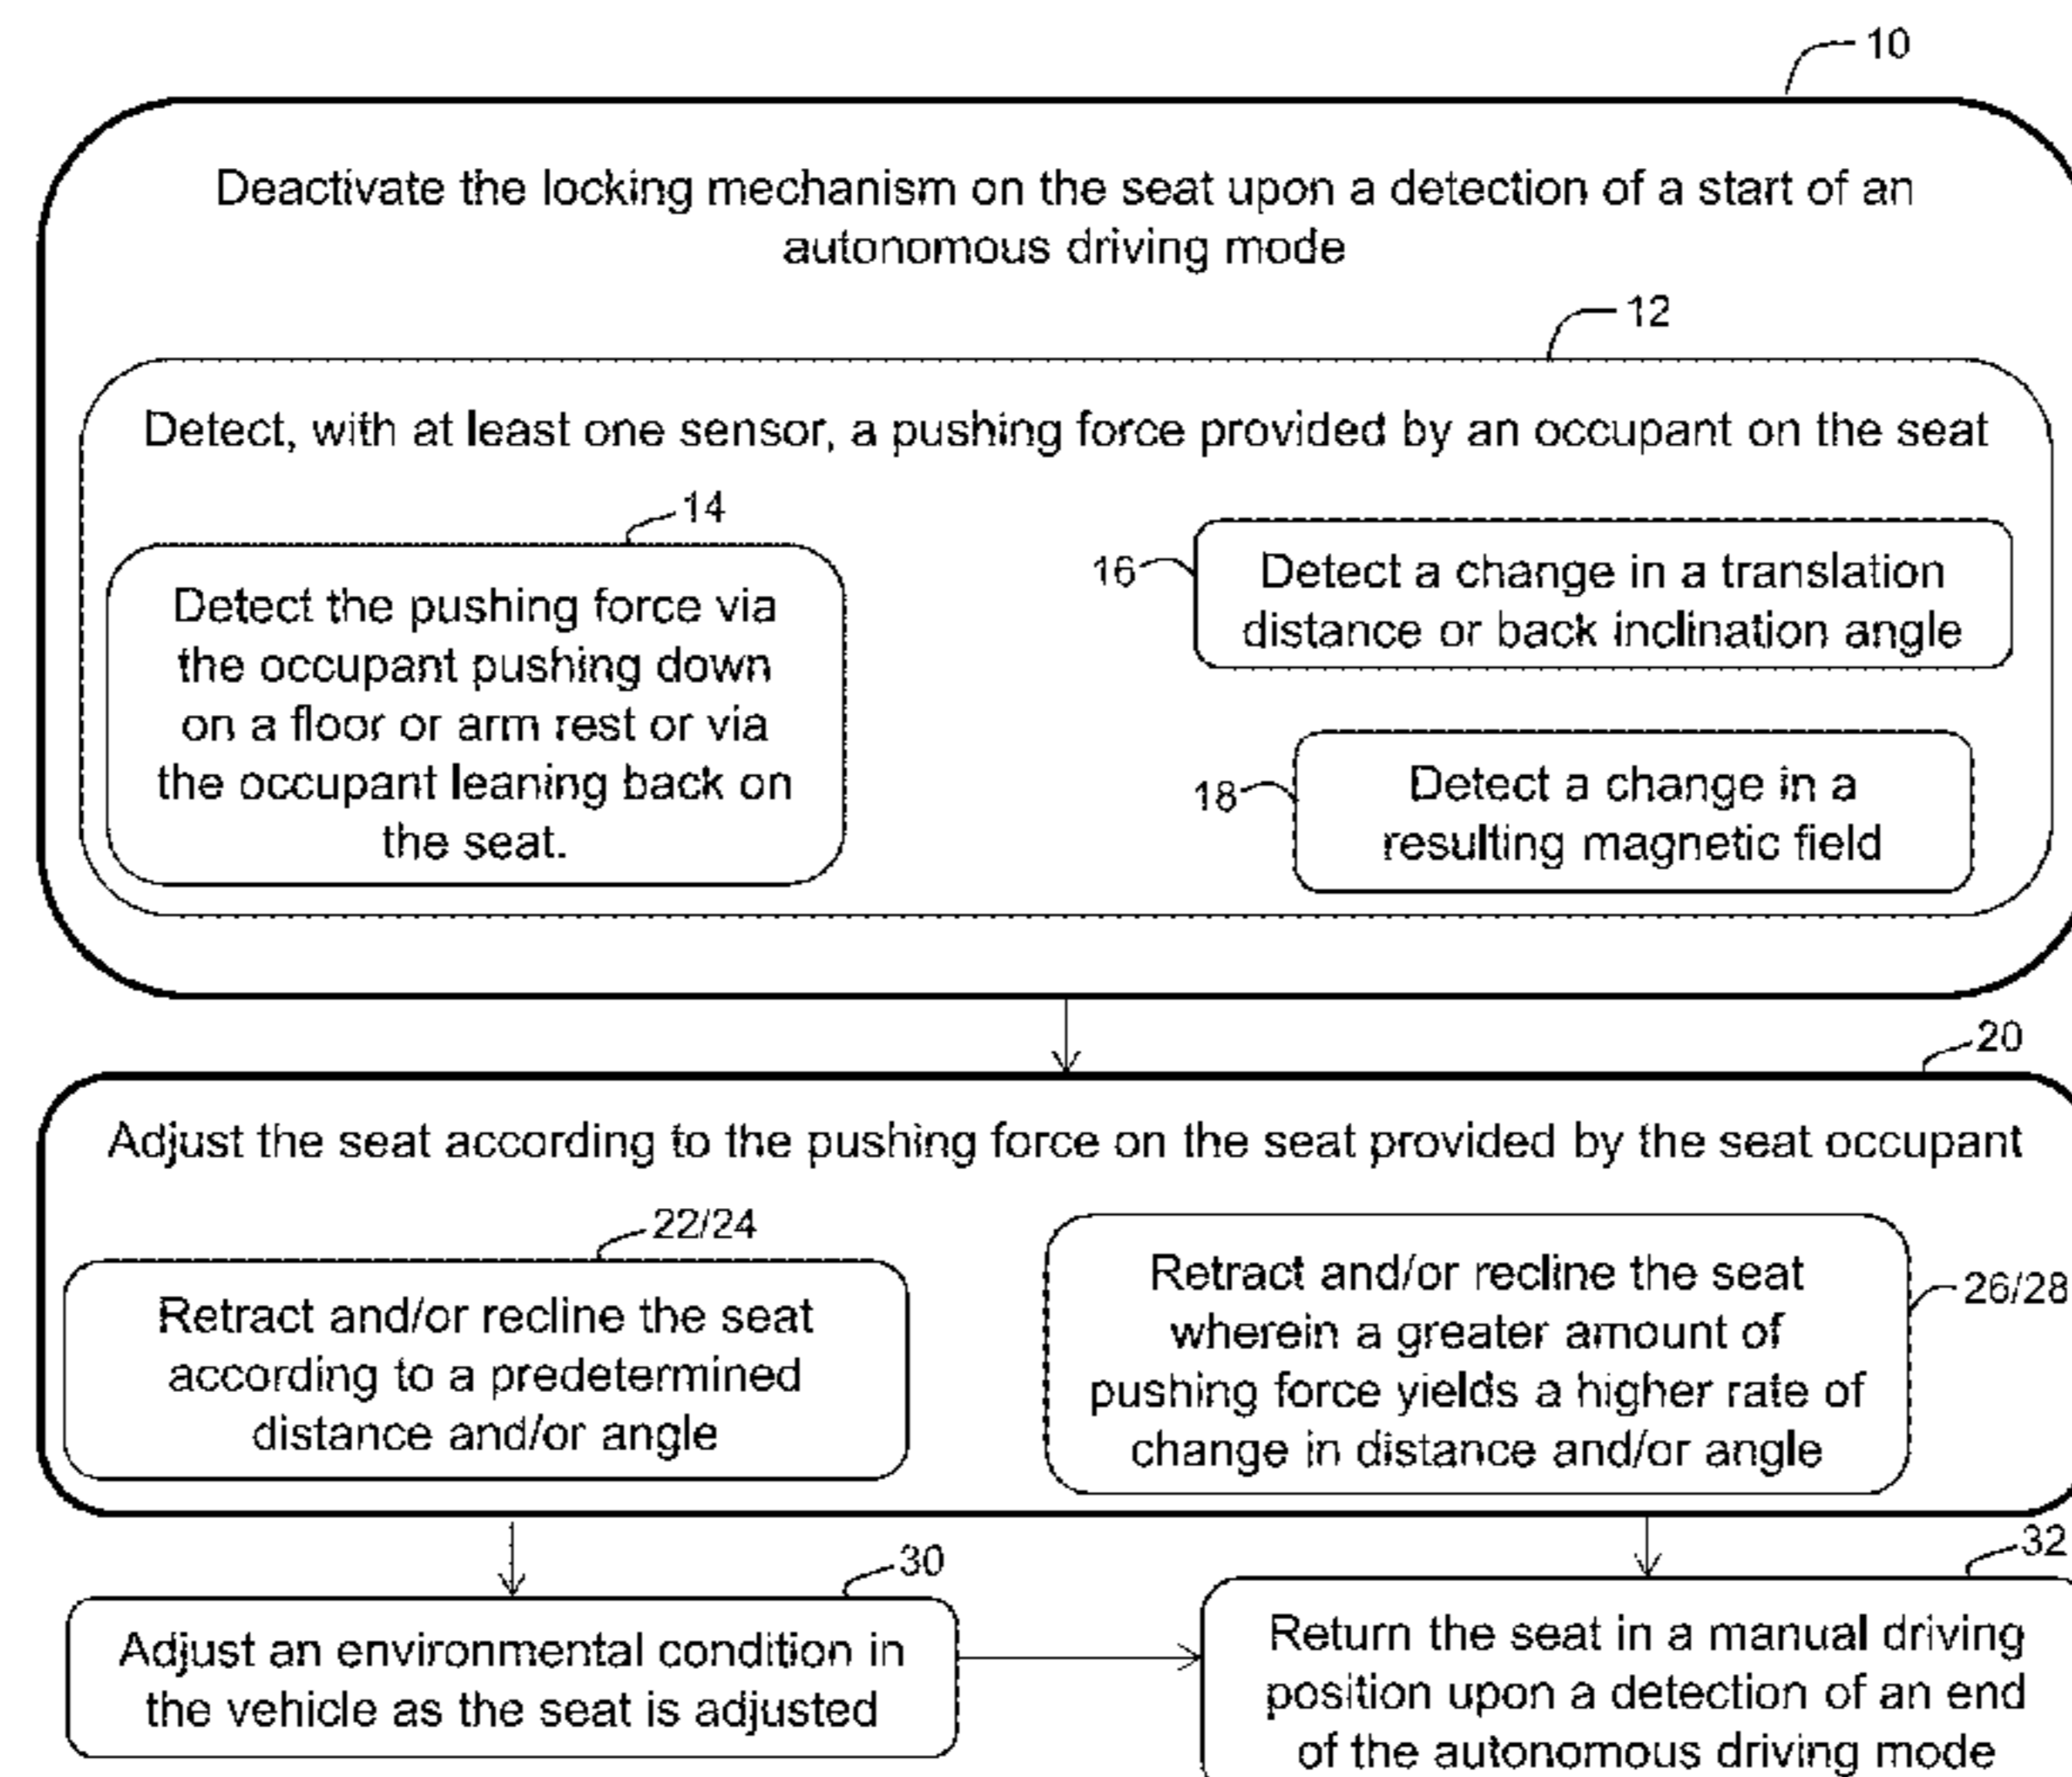 10
Deactivate the locking mechanism on the seat upon a detection of a start of an
autonomous driving mode
12
Detect, with at least one sensor, a pushing force provided by an occupant on the seat
14
Detect the pushing force via
the occupant pushing down
on a floor or arm rest or via
the occupant leaning back on
the seat.
16
Detect a change in a translation
distance or back inclination angle
18
Detect a change in a
resulting magnetic field
20
Adjust the seat according to the pushing force on the seat provided by the seat occupant
22/24
Retract and/or recline the seat
according to a predetermined
distance and/or angle
26/28
Retract and/or recline the seat
wherein a greater amount of
pushing force yields a higher rate of
change in distance and/or angle
30
Adjust an environmental condition in
the vehicle as the seat is adjusted
32
Return the seat in a manual driving
position upon a detection of an end
of the autonomous driving mode